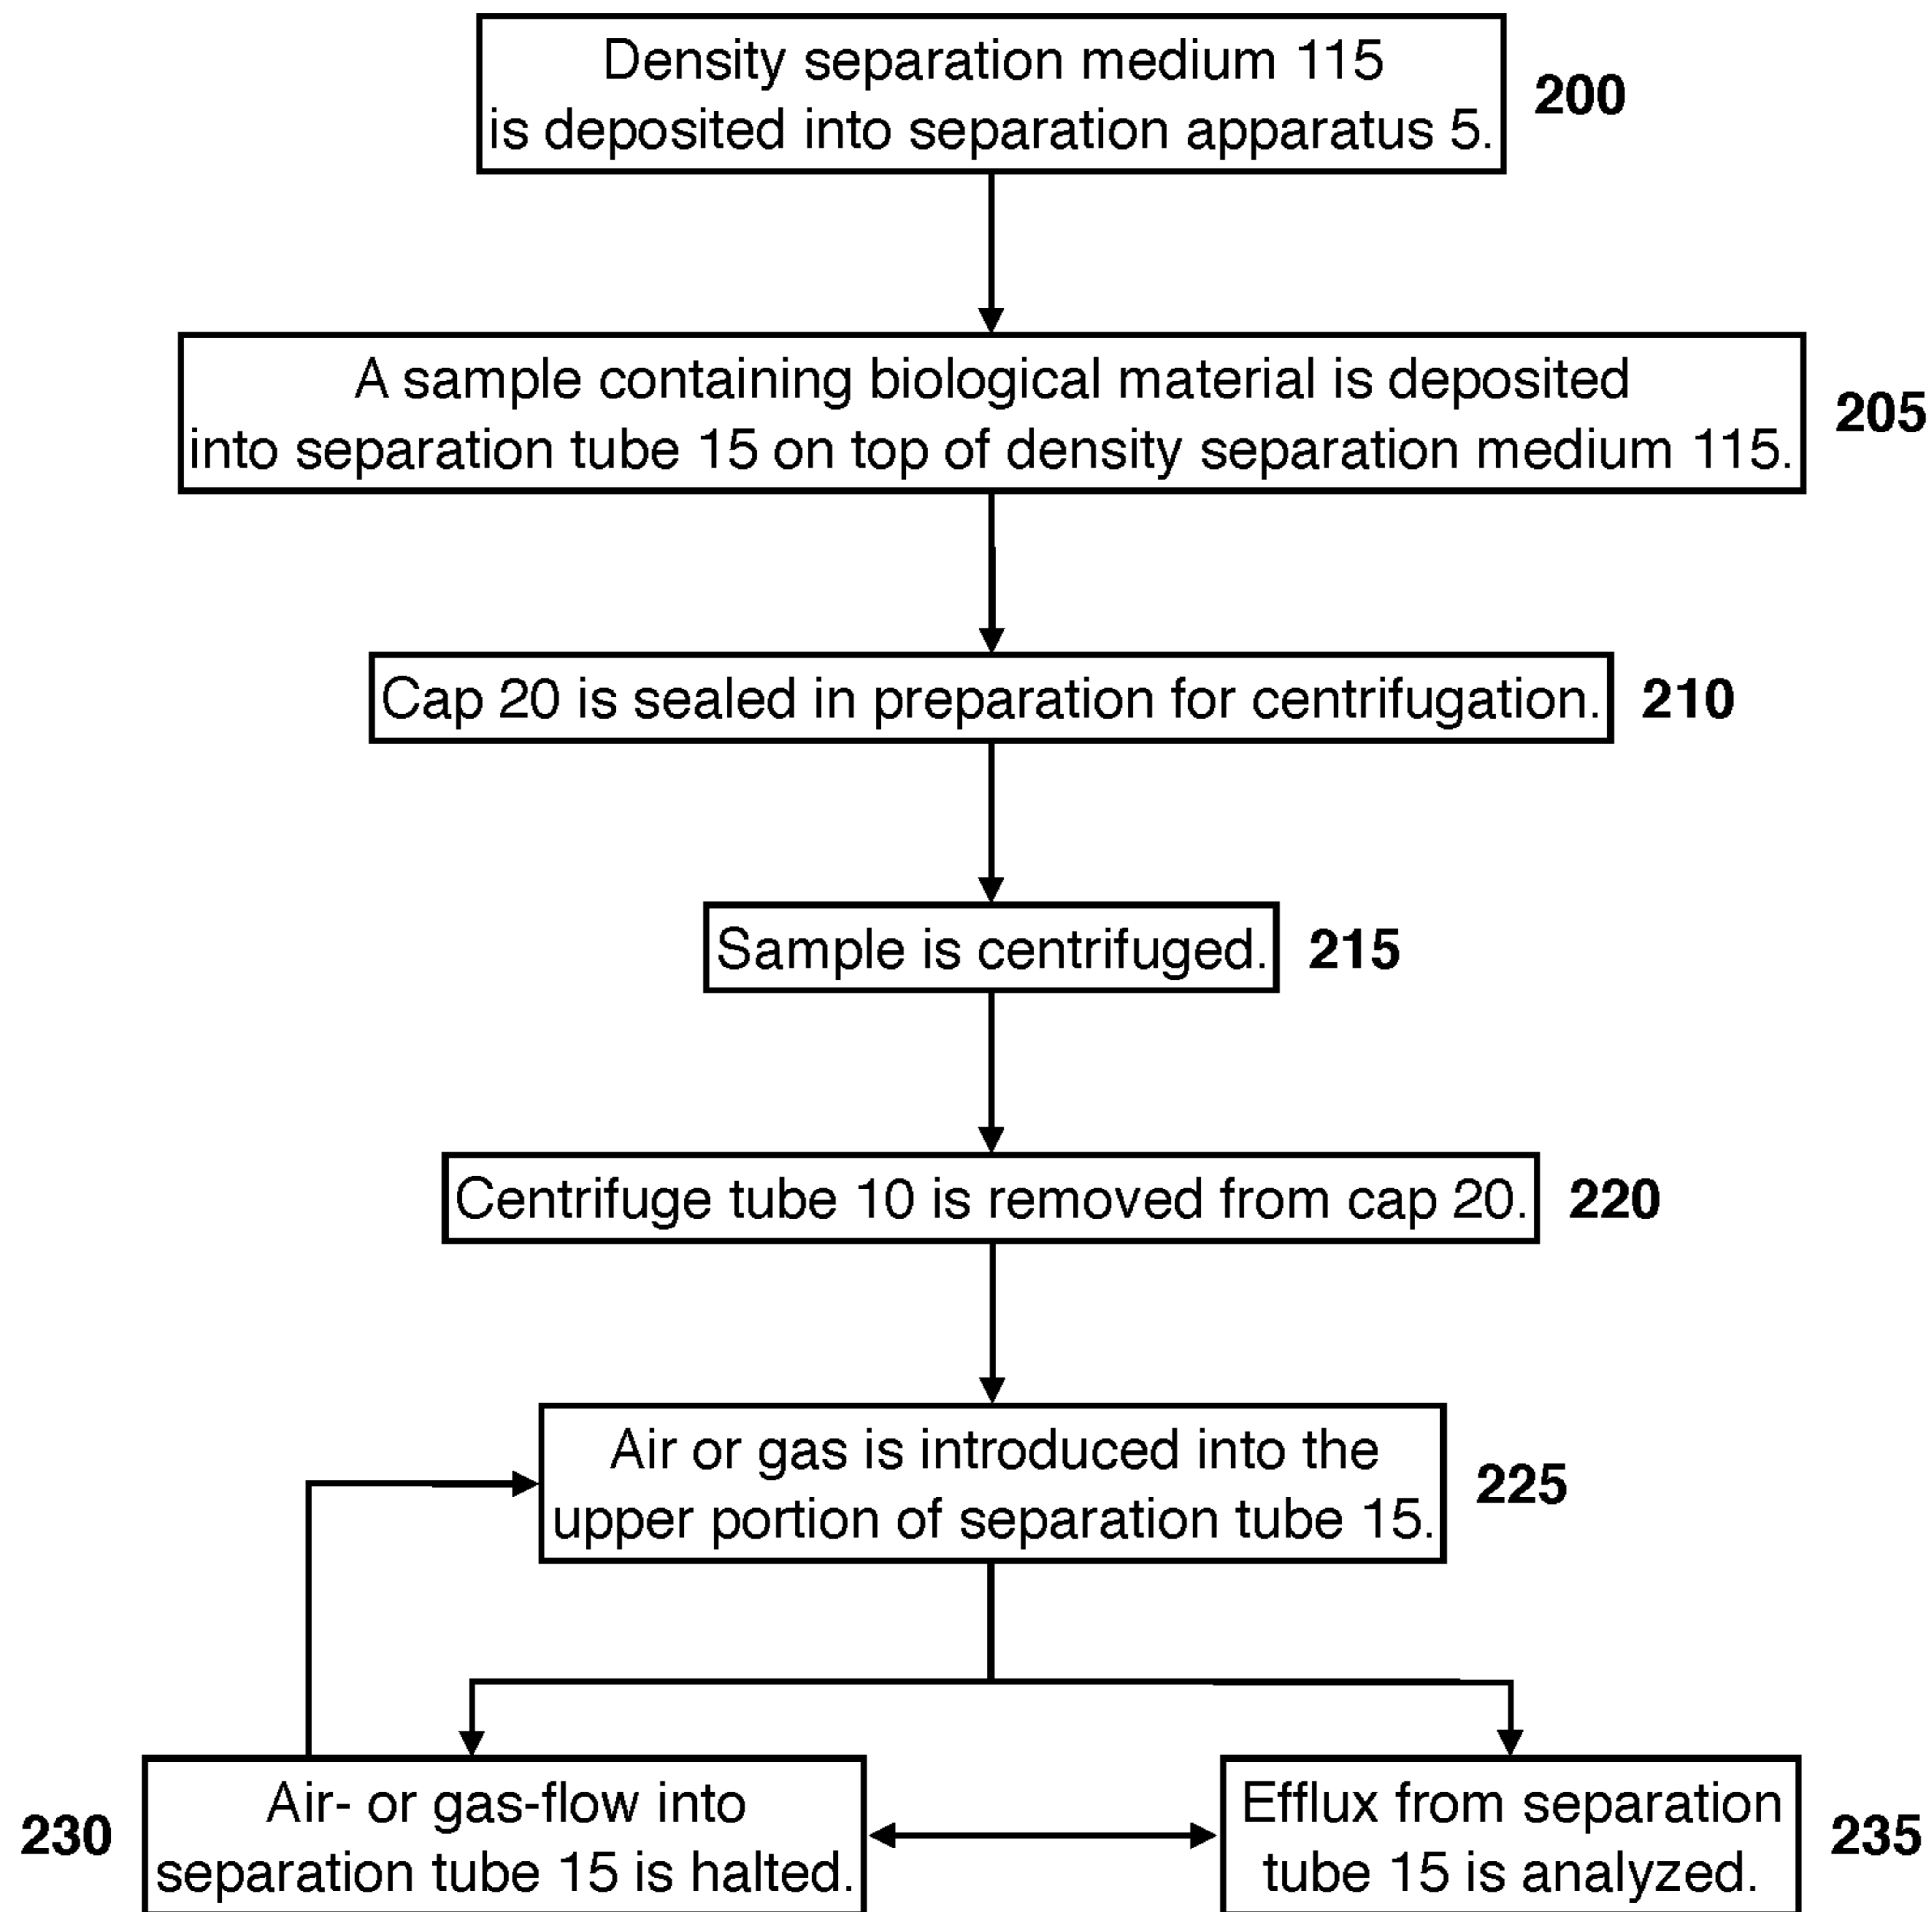 Density separation medium 115
is deposited into separation apparatus 5.
200
A sample containing biological material is deposited
into separation tube 15 on top of density separation medium 115.
205
Cap 20 is sealed in preparation for centrifugation.
210
Sample is centrifuged.
215
Centrifuge tube 10 is removed from cap 20.
220
Air or gas is introduced into the
upper portion of separation tube 15.
225
230
Air- or gas-flow into
separation tube 15 is halted.
Efflux from separation
tube 15 is analyzed.
235